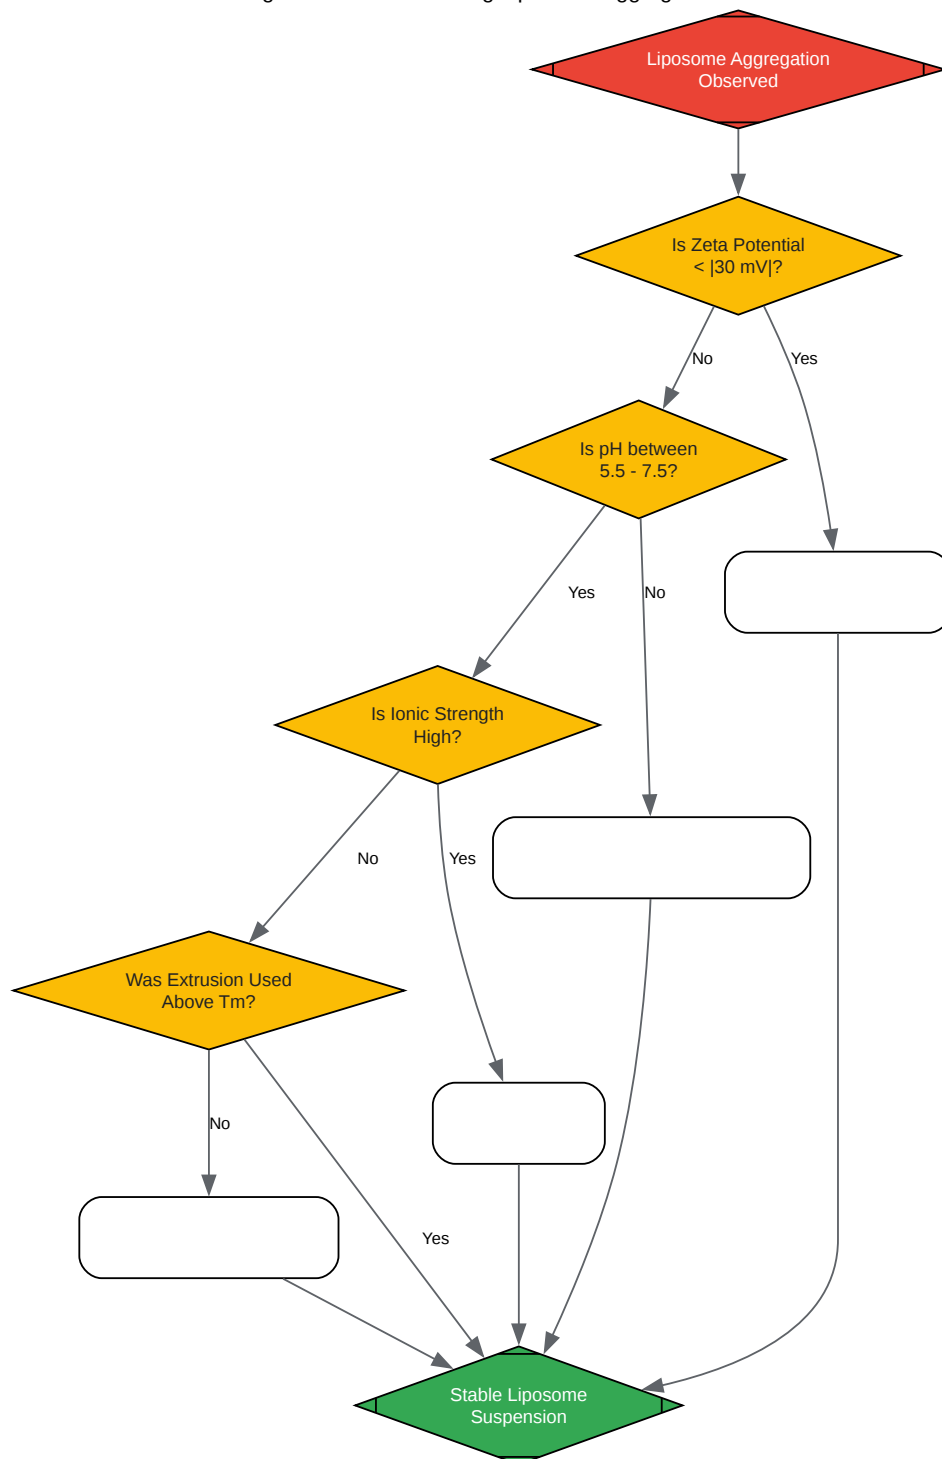 Liposome Aggregation
Observed
Is Zeta Potential
< |30 mV|?
No
Yes
Is pH between
5.5 - 7.5?
Yes
No
Is Ionic Strength
High?
No
Yes
Was Extrusion Used
Above Tm?
No
Yes
Stable Liposome
Suspension